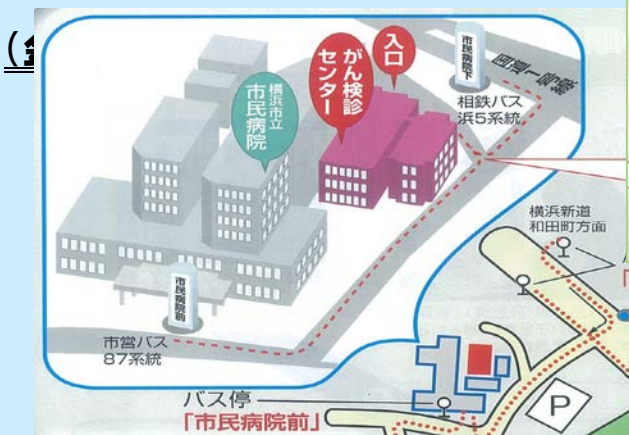 入口
がん検診
センター
横浜市立
市民病院
市民病院下
国道1号線
相鉄バス
浜5系統
横浜新道
和田町方面
市民病院前
市営バス
87系統
バス停
「市民病院前」
P